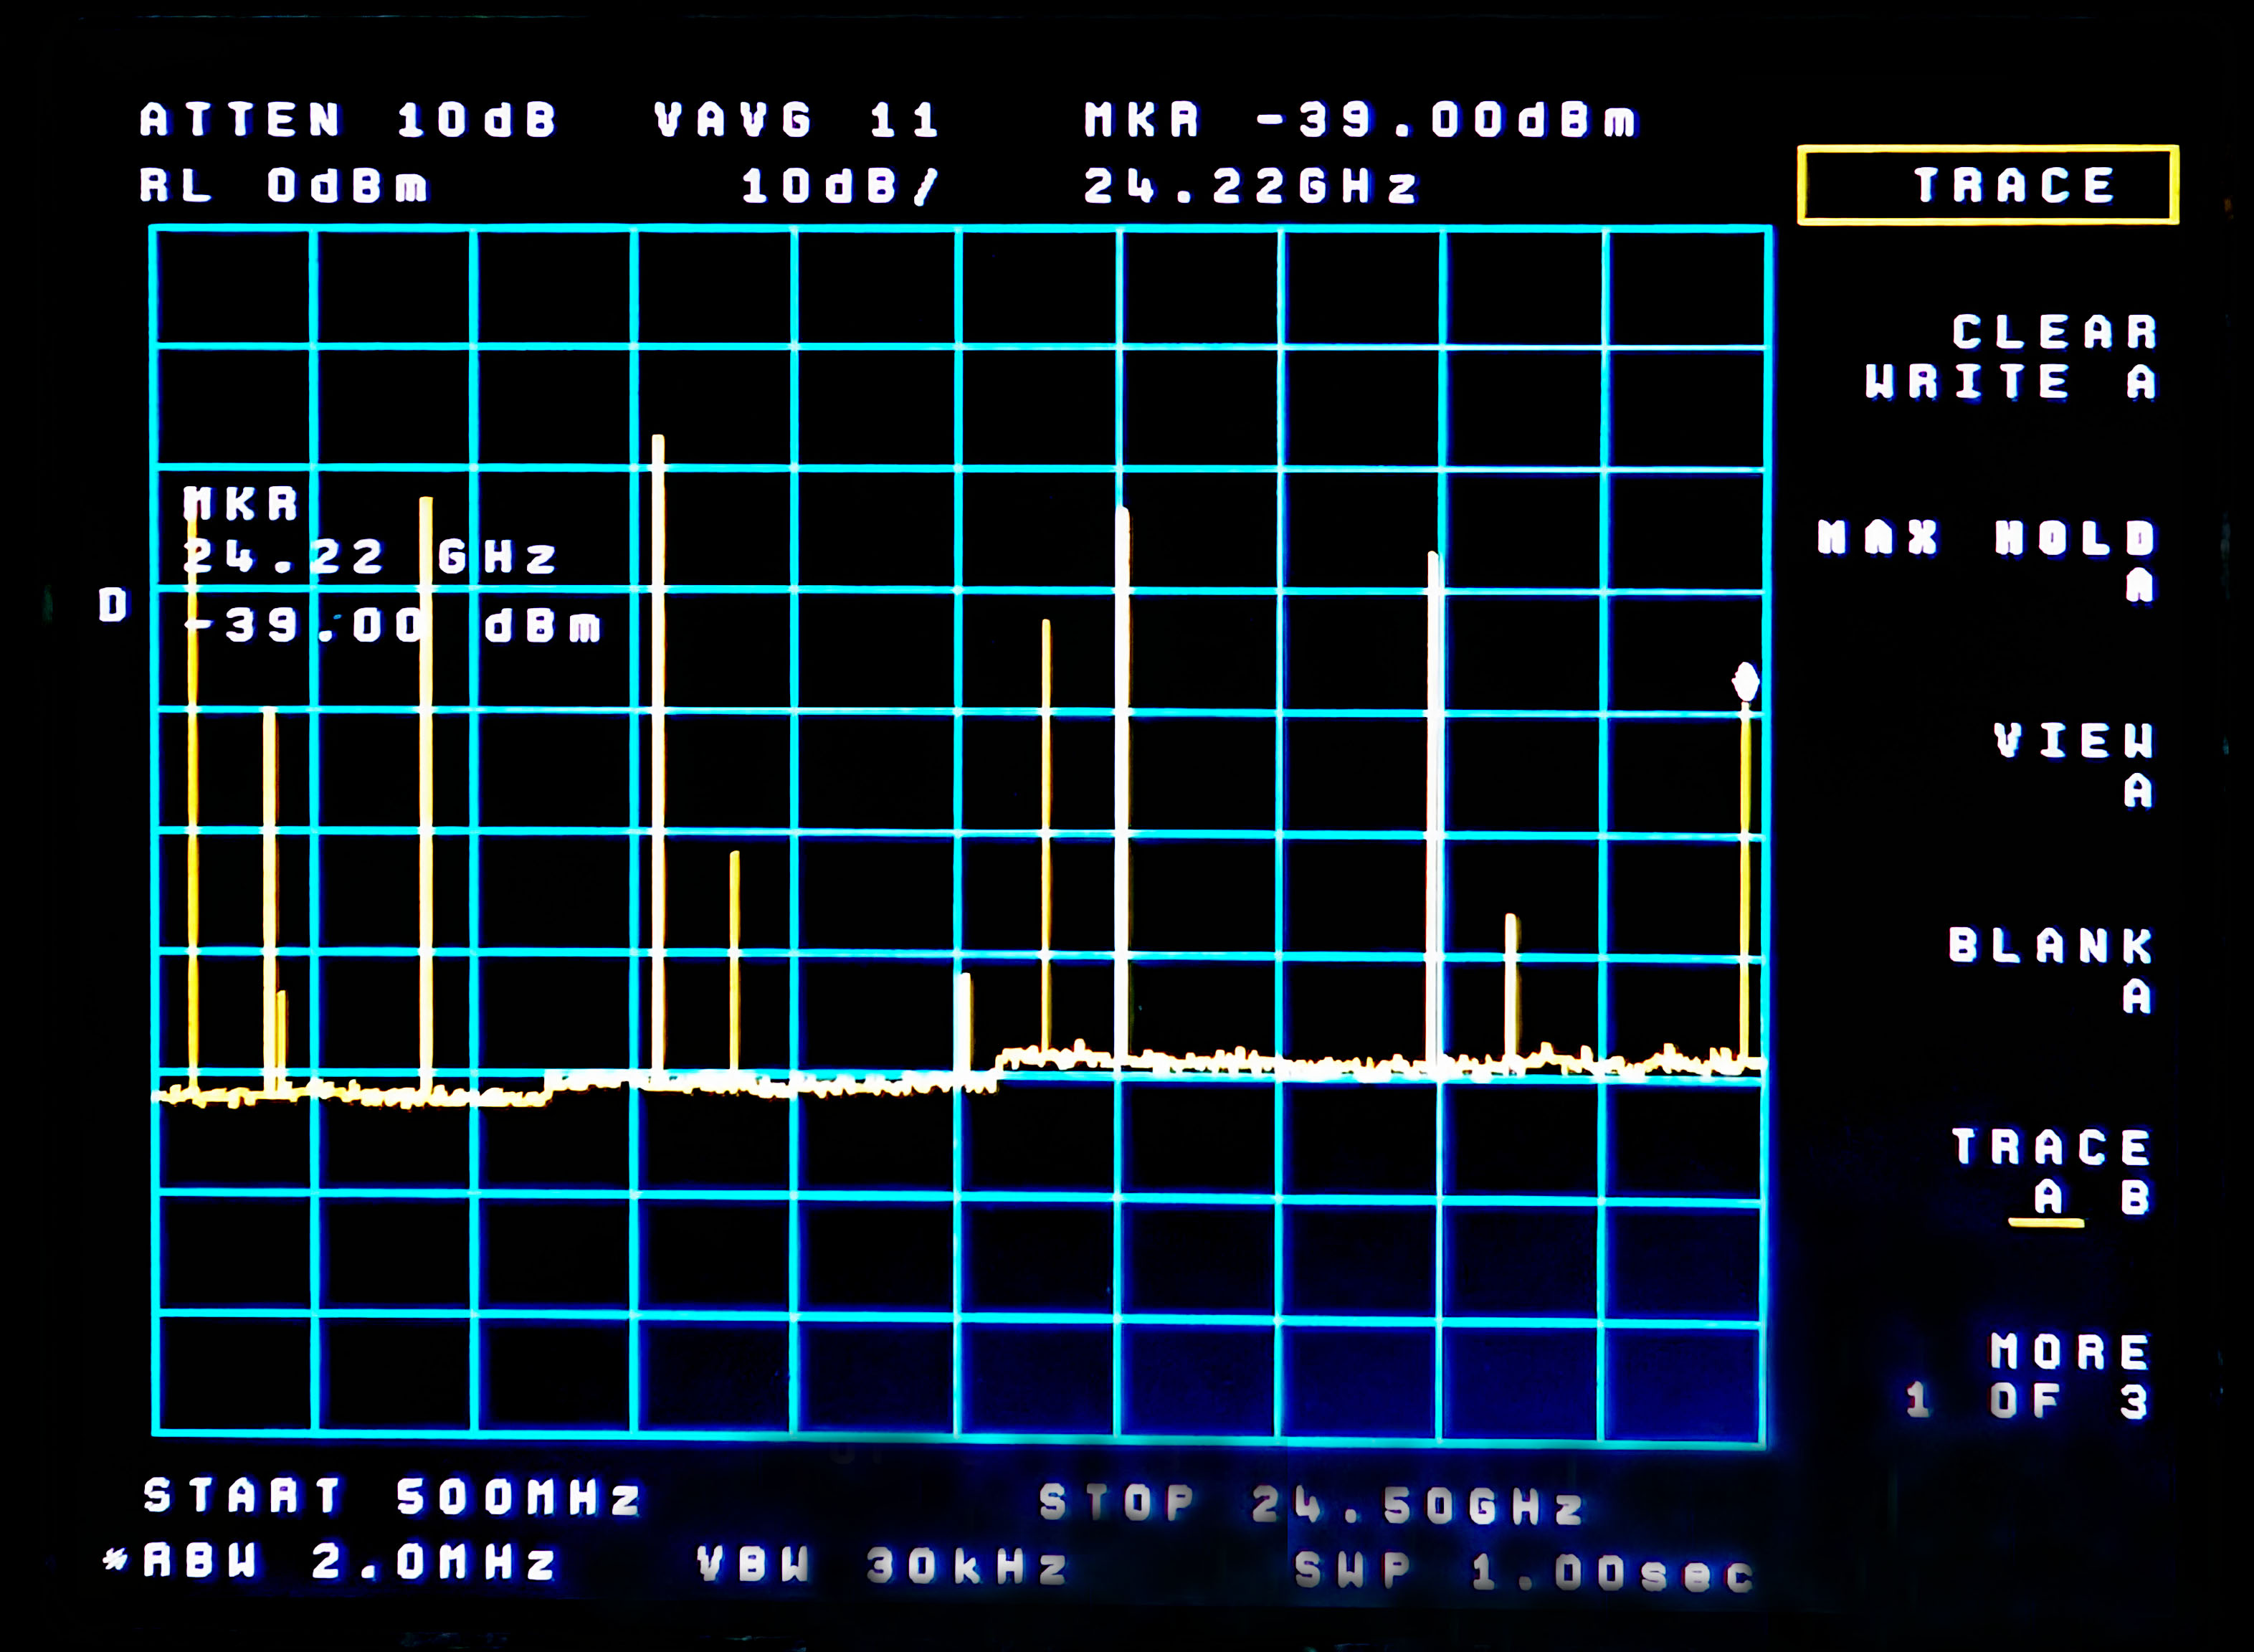 ATTEN 10dB VAVG 11 MKR -39.00dBm
RL 0dBm 10dB/ 24.22GHz
TRACE
CLEAR
WRITE A
MKR
24.22 GHz
-39.00 dBm
D
MAX HOLD
A
VIEW
A
BLANK
A
TRACE
A B
MORE
1 OF 3
START 500MHz STOP 24.50GHz
*RBW 2.0MHz VBW 30kHz SWP 1.00sec